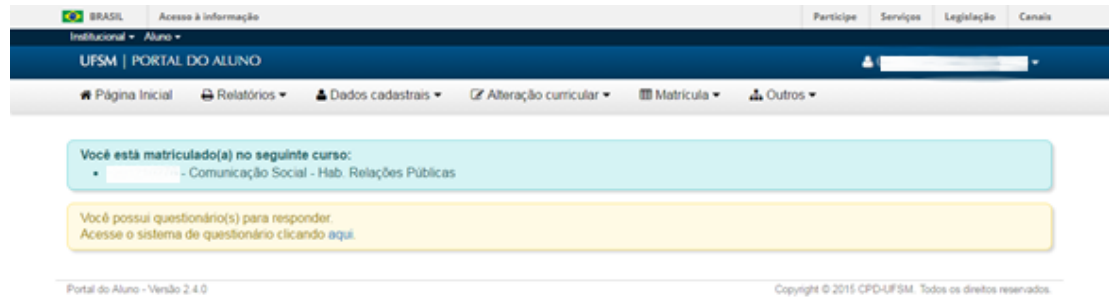 BRASIL Acesso à informação Participe Serviços Legislação Canais
Institucional Aluno
UFSM | PORTAL DO ALUNO
Página Inicial Relatórios Dados cadastrais Alteração curricular Matrícula Outros
Você está matriculado(a) no seguinte curso:
• - Comunicação Social - Hab. Relações Públicas
Você possui questionário(s) para responder.
Acesse o sistema de questionário clicando aqui.
Portal do Aluno - Versão 2.4.0 Copyright © 2015 CPD-UFSM. Todos os direitos reservados.